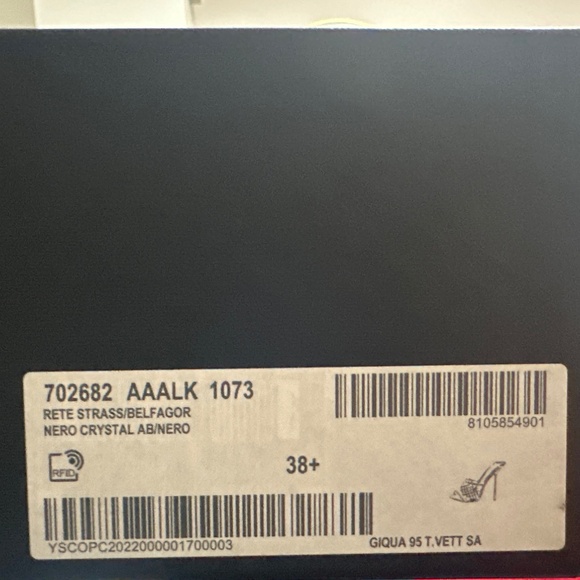 702682 AAALK 1073
RETE STRASS/BELFAGOR
NERO CRYSTAL AB/NERO
8105854901
RFID
38+
YSCOPC2022000001700003
GIQUA 95 T.VETT SA